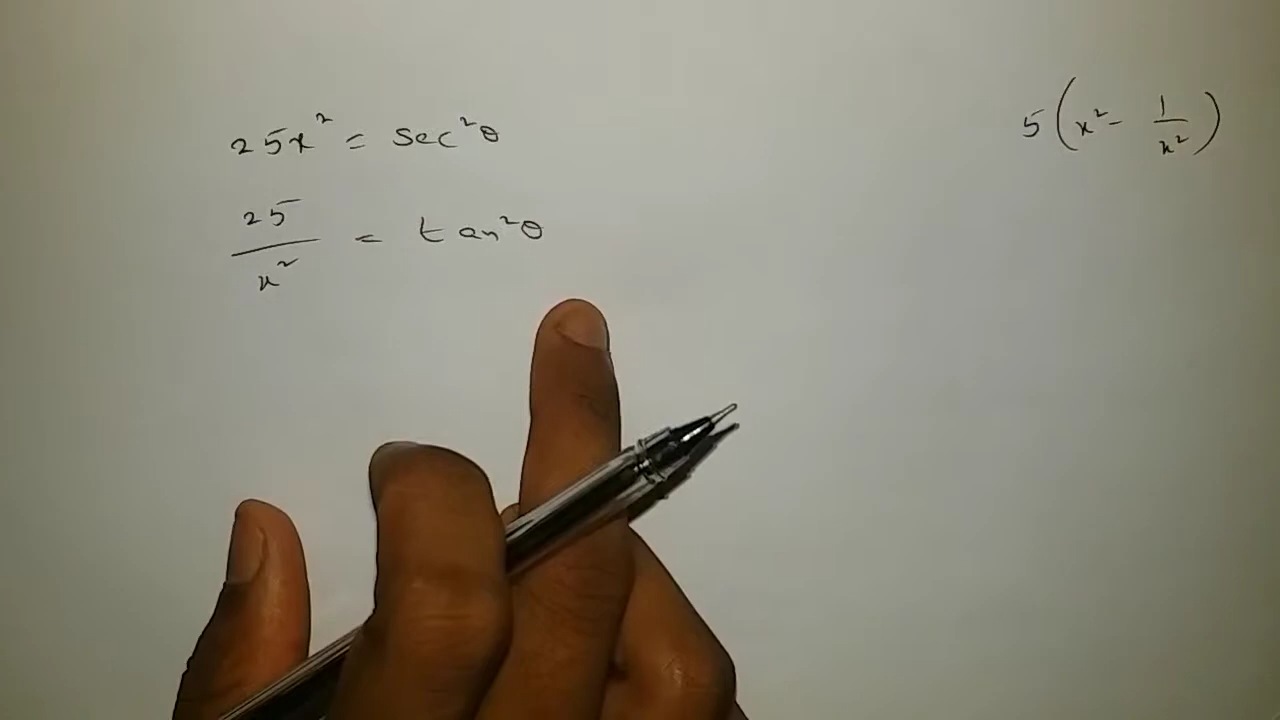 25x² = sec²θ
25/x² = tan²θ
5(x² - 1/x²)